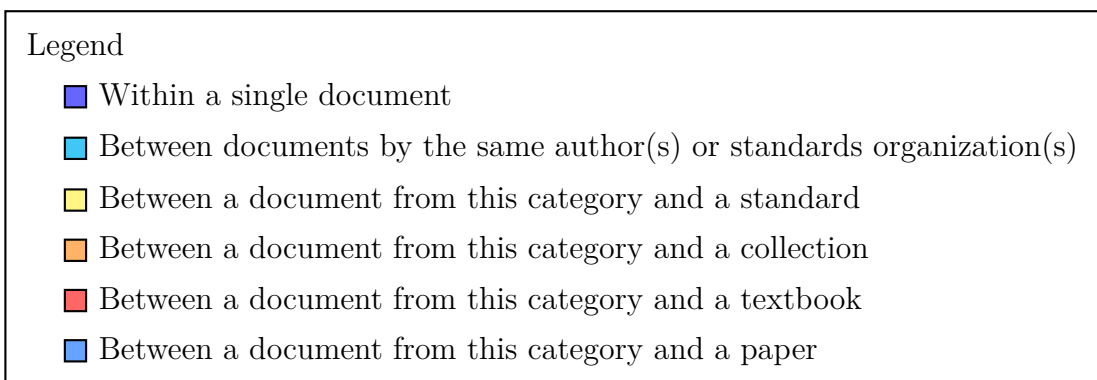 Legend
Within a single document
Between documents by the same author(s) or standards organization(s)
Between a document from this category and a standard
Between a document from this category and a collection
Between a document from this category and a textbook
Between a document from this category and a paper